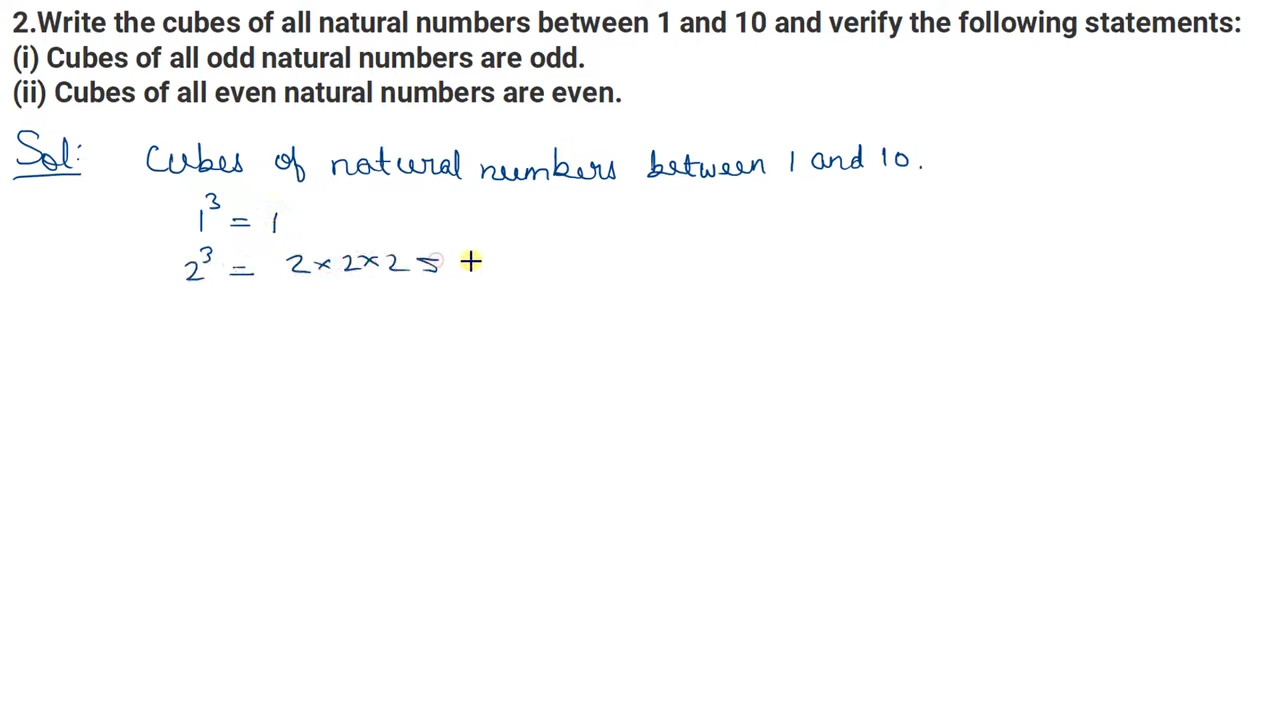 2.Write the cubes of all natural numbers between 1 and 10 and verify the following statements:
(i) Cubes of all odd natural numbers are odd.
(ii) Cubes of all even natural numbers are even.
Sol: Cubes of natural numbers between 1 and 10.
1³ = 1
2³ = 2×2×2 =